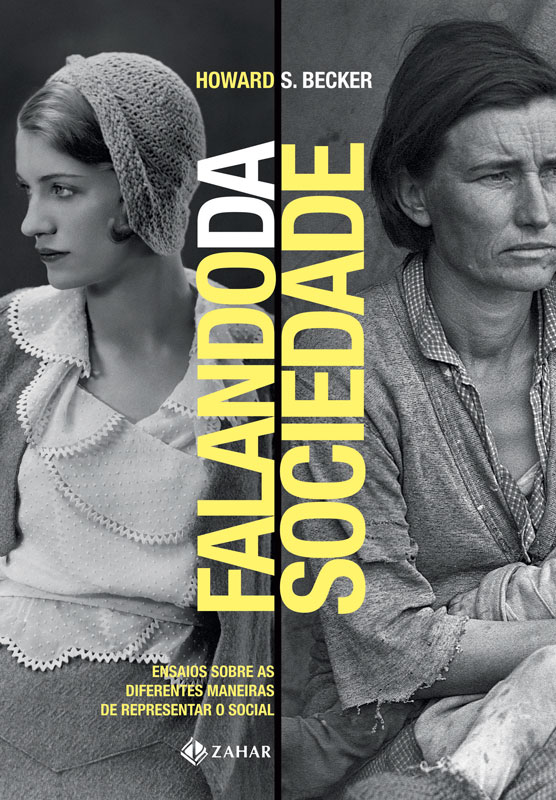 HOWARD S. BECKER
FALANDO DA
SOCIEDADE
ENSAIOS SOBRE AS
DIFERENTES MANEIRAS
DE REPRESENTAR O SOCIAL
ZAHAR